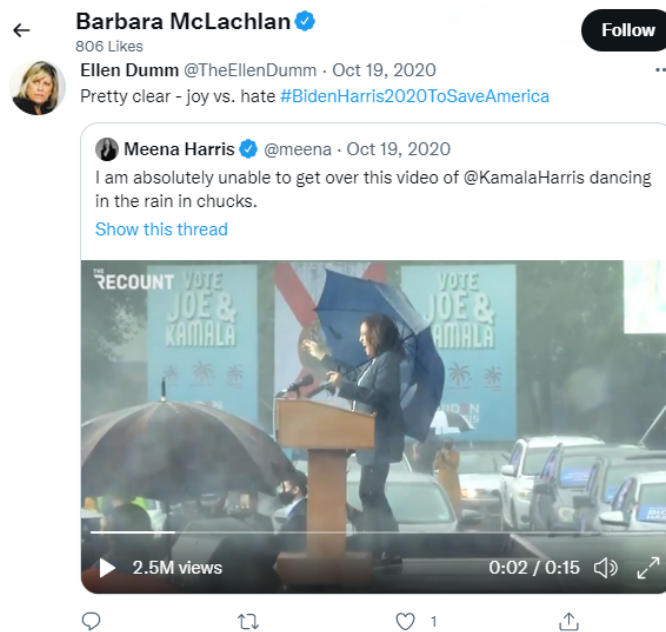 Barbara McLachlan
806 Likes
Follow
Ellen Dumm @TheEllenDumm · Oct 19, 2020
Pretty clear - joy vs. hate #BidenHarris2020ToSaveAmerica
Meena Harris @meena · Oct 19, 2020
I am absolutely unable to get over this video of @KamalaHarris dancing
in the rain in chucks.
Show this thread
THE
RECOUNT
VOTE
JOE &
KAMALA
VOTE
JOE &
AMALA
2.5M views
0:02 / 0:15
1